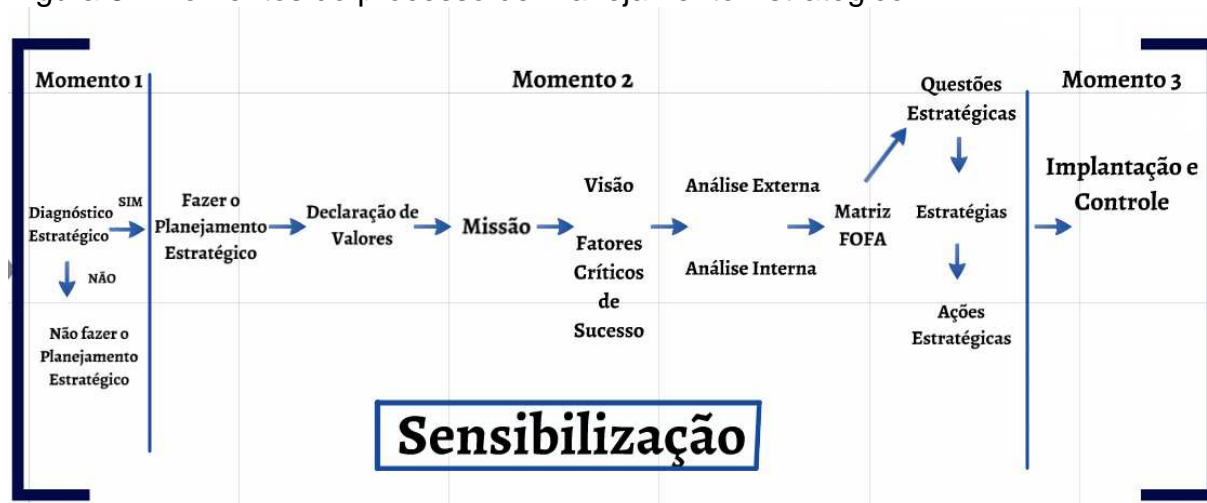 Momento 1
Momento 2
Momento 3
Diagnóstico
Estratégico
SIM
NÃO
Não fazer o
Planejamento
Estratégico
Fazer o
Planejamento
Estratégico
Declaração de
Valores
Missão
Visão
Fatores
Críticos
de
Sucesso
Análise Externa
Análise Interna
Matriz
FOFA
Questões
Estratégicas
Estratégias
Ações
Estratégicas
Implantação e
Controle
Sensibilização